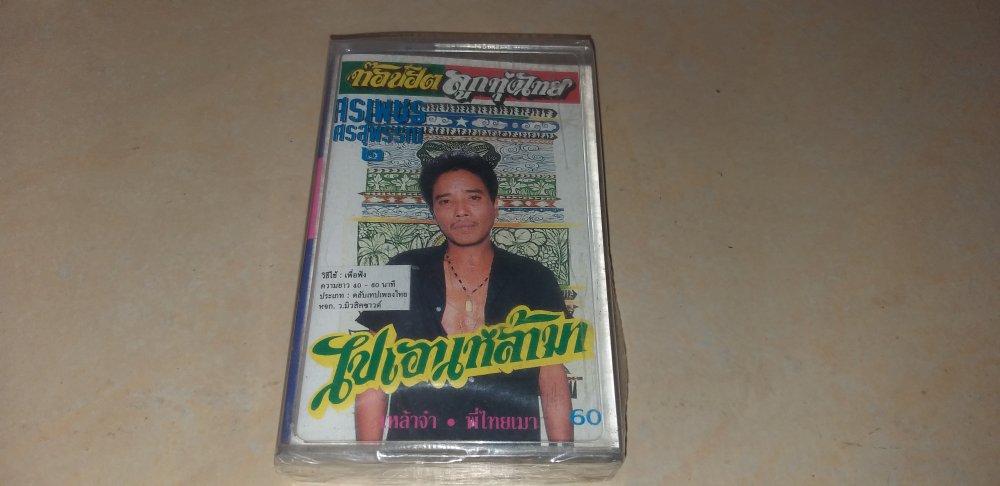 ท๊อปฮิต ลูกทุ่งไทย
ศรเพชร
ศรสุพรรณ
๒
วิธีใช้ : เพื่อฟัง
ความยาว 40 - 60 นาที
ประเภท : ตลับเทปเพลงไทย
หจก. ว.มิวสิคซาวด์
ไปเอาเหล้ามา
เหล้าจ๋า • พี่ไทยเมา
60